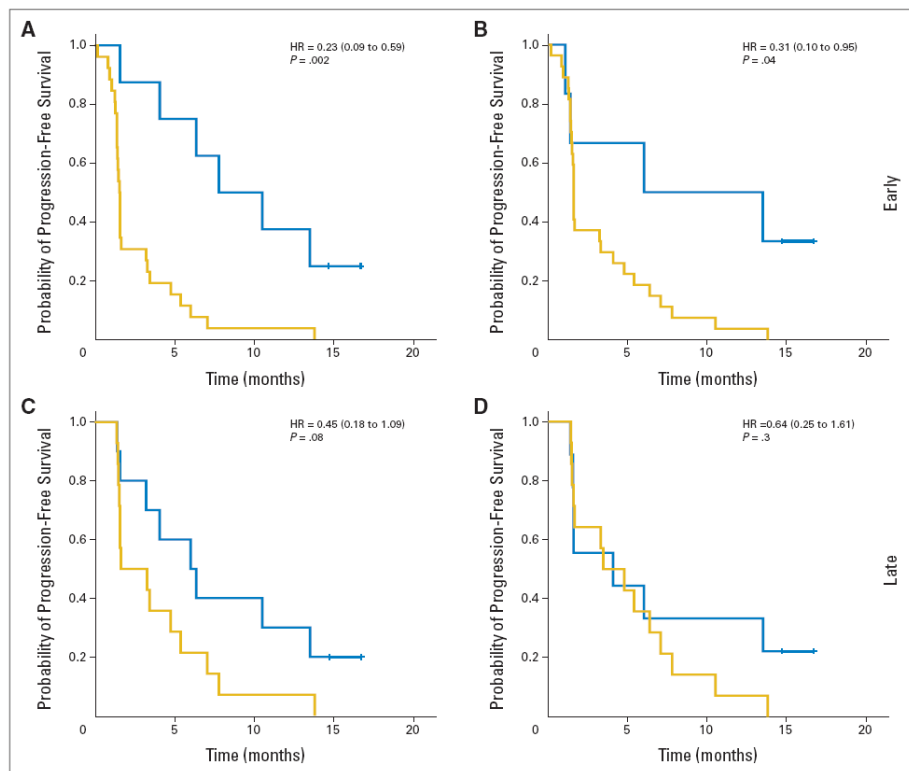 A
HR = 0.23 (0.09 to 0.59)
P = .002
Probability of Progression-Free Survival
1.0
0.8
0.6
0.4
0.2
0
5
10
15
20
Time (months)
B
HR = 0.31 (0.10 to 0.95)
P = .04
Probability of Progression-Free Survival
1.0
0.8
0.6
0.4
0.2
0
5
10
15
20
Time (months)
Early
C
HR = 0.45 (0.18 to 1.09)
P = .08
Probability of Progression-Free Survival
1.0
0.8
0.6
0.4
0.2
0
5
10
15
20
Time (months)
D
HR =0.64 (0.25 to 1.61)
P = .3
Probability of Progression-Free Survival
1.0
0.8
0.6
0.4
0.2
0
5
10
15
20
Time (months)
Late